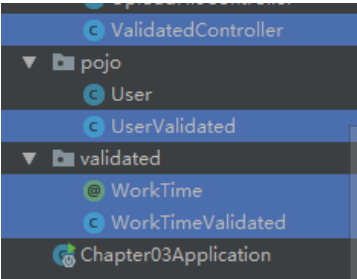 ValidatedController
pojo
User
UserValidated
validated
WorkTime
WorkTimeValidated
Chapter03Application